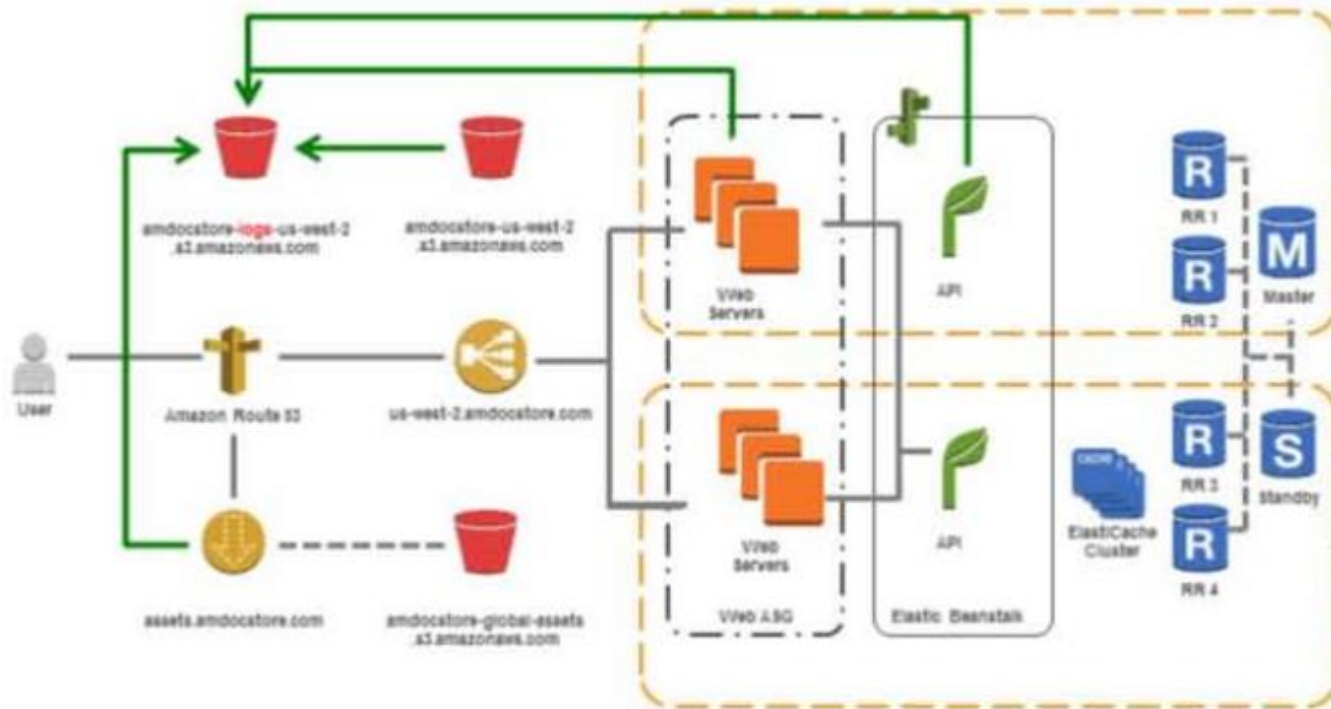 amdocstore-logs-us-west-2
.s3.amazonaws.com
amdocstore-us-west-2
.s3.amazonaws.com
Web
Servers
API
R
RR 1
R
RR 2
M
Master
User
Amazon Route 53
us-west-2.amdocstore.com
assets.amdocstore.com
amdocstore-global-assets
.s3.amazonaws.com
Web
Servers
Web ASG
API
Elastic Beanstalk
CACHE
ElastiCache
Cluster
R
RR 3
R
RR 4
S
Standby